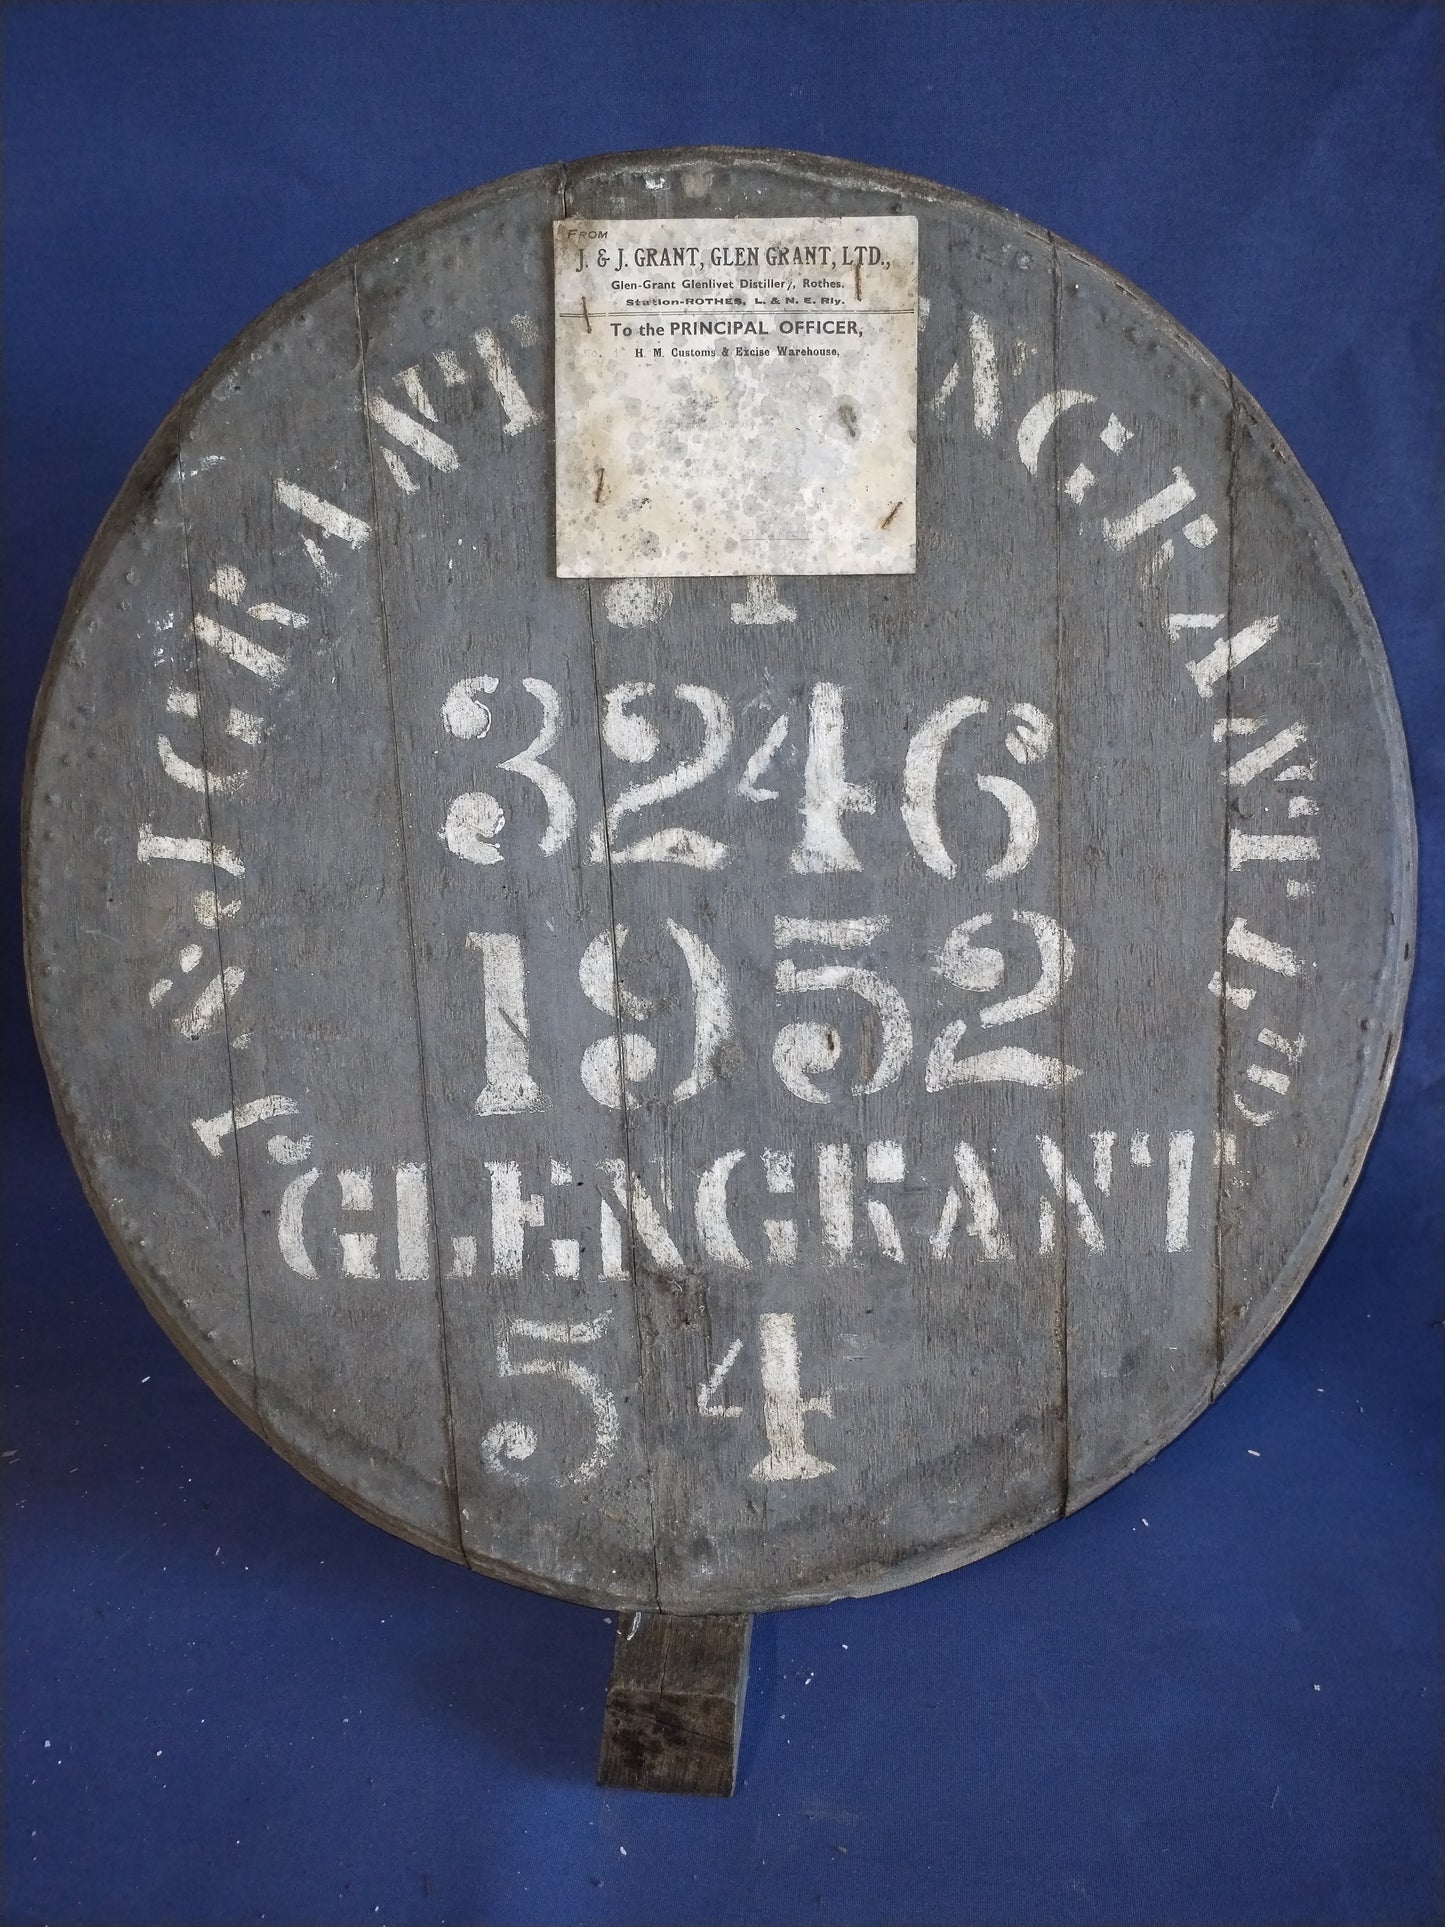 FROM
J. & J. GRANT, GLEN GRANT, LTD.,
Glen-Grant Glenlivet Distillery, Rothes.
Station-ROTHES, L. & N. E. Rly.
To the PRINCIPAL OFFICER,
H. M. Customs & Excise Warehouse,
J. & J. GRANT GRANT LTD
3246
1952
GLENGRANT
54